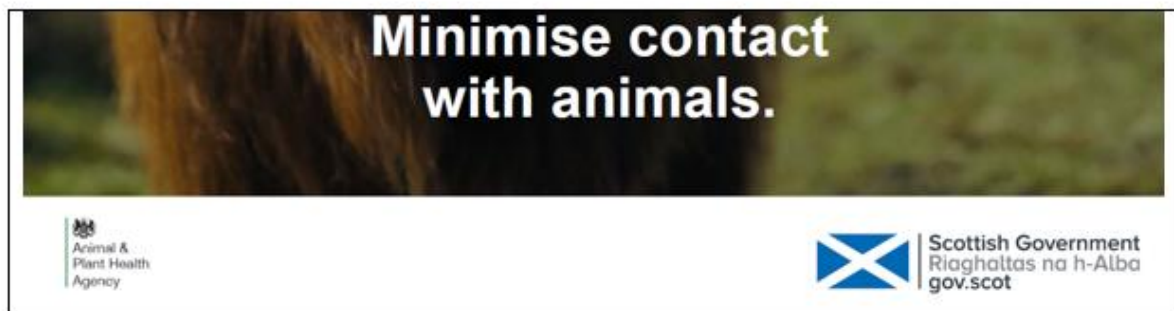 Minimise contact
with animals.
Animal &
Plant Health
Agency
Scottish Government
Riaghaltas na h-Alba
gov.scot